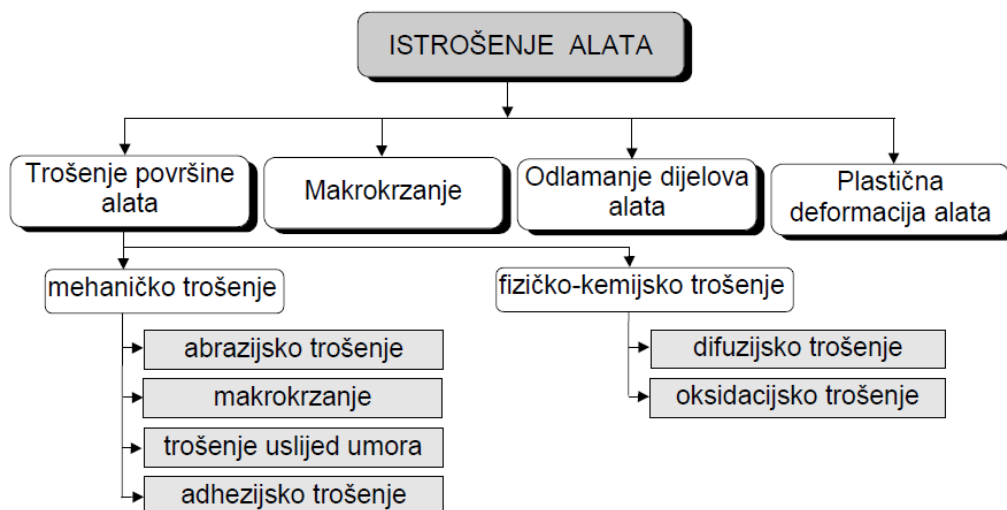 ISTROŠENJE ALATA
Trošenje površine
alata
Makrokrzanje
Odlamanje dijelova
alata
Plastična
deformacija alata
mehaničko trošenje
fizičko-kemijsko trošenje
abrazijsko trošenje
makrokrzanje
trošenje uslijed umora
adhezijsko trošenje
difuzijsko trošenje
oksidacijsko trošenje